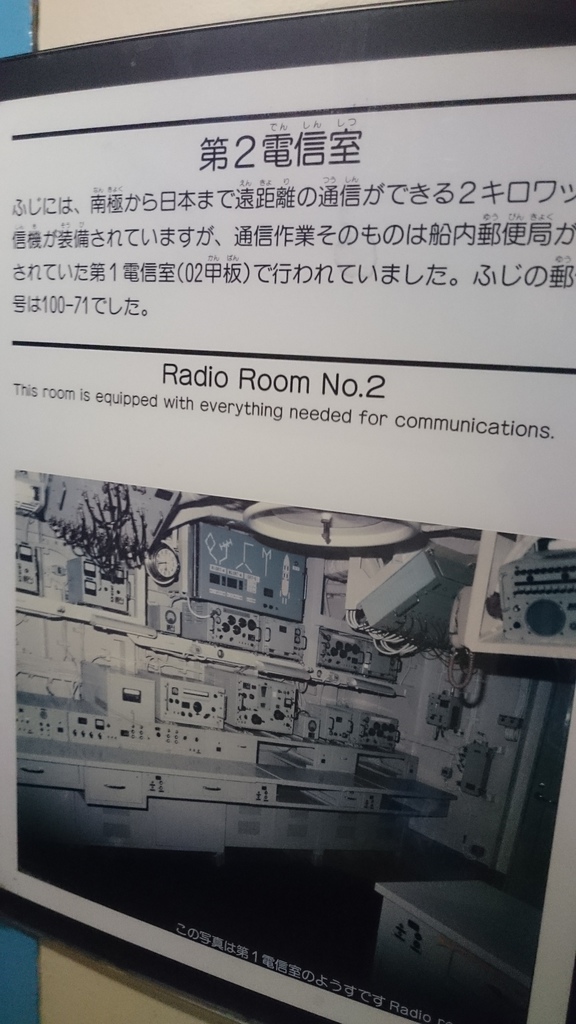 第2電信室
ふじには、南極から日本まで遠距離の通信ができる2キロワッ
信機が装備されていますが、通信作業そのものは船内郵便局が
されていた第1電信室(02甲板)で行われていました。ふじの郵
号は100-71でした。
Radio Room No.2
This room is equipped with everything needed for communications.
この写真は第1電信室のようすです Radio ro